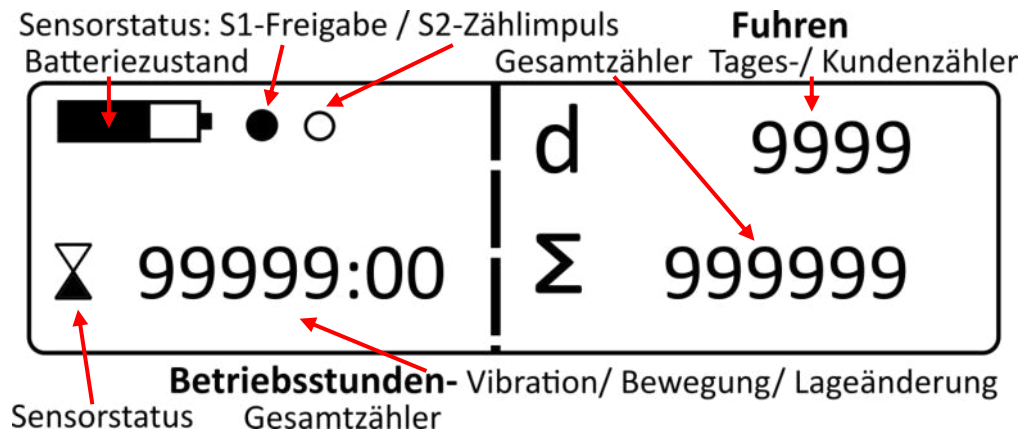 Sensorstatus: S1-Freigabe / S2-Zählimpuls
Fuhren
Batteriezustand
Gesamtzähler Tages-/ Kundenzähler
d 9999
99999:00
Σ 999999
Betriebsstunden- Vibration/ Bewegung/ Lageänderung
Sensorstatus
Gesamtzähler